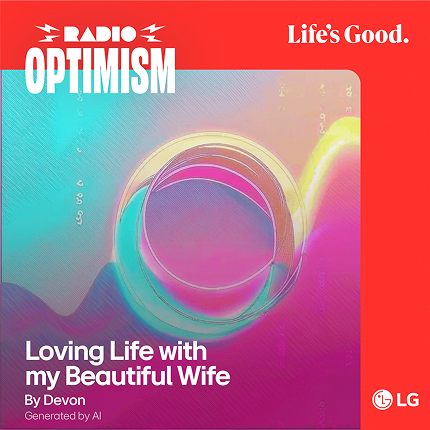 RADIO
OPTIMISM
Life's Good.
Loving Life with
my Beautiful Wife
By Devon
Generated by AI
LG